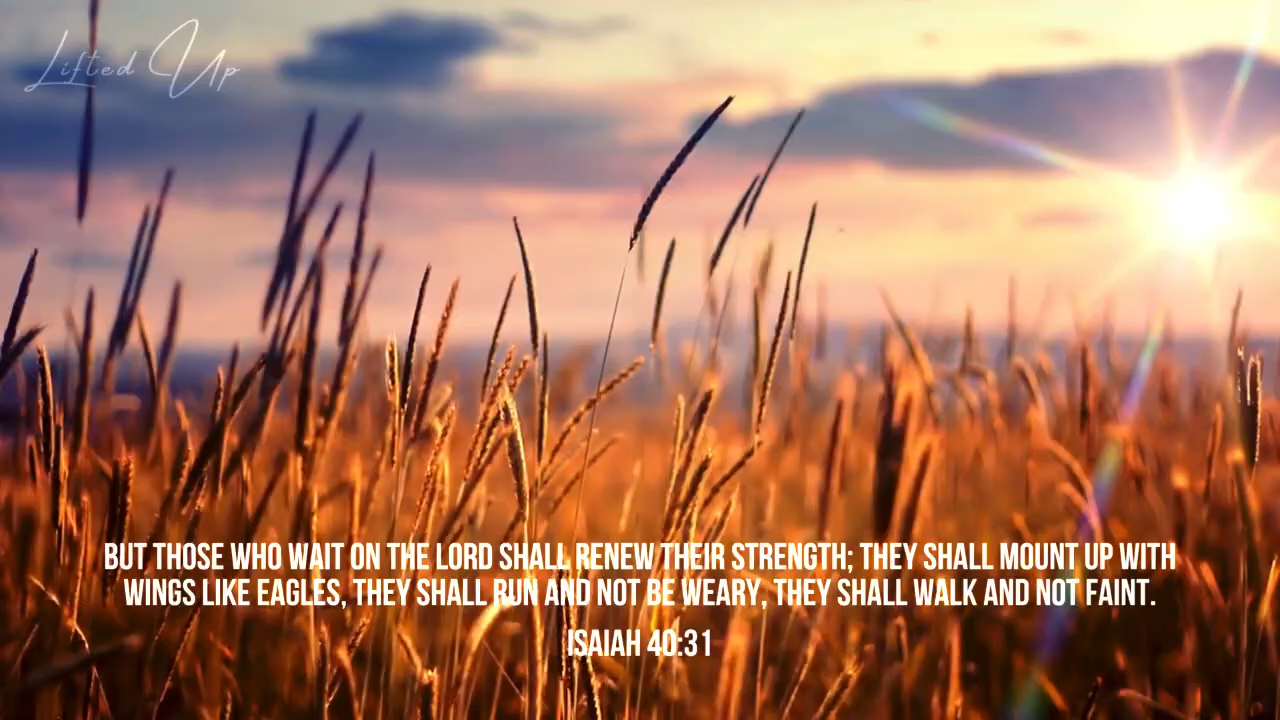 Lifted Up
BUT THOSE WHO WAIT ON THE LORD SHALL RENEW THEIR STRENGTH; THEY SHALL MOUNT UP WITH
WINGS LIKE EAGLES, THEY SHALL RUN AND NOT BE WEARY, THEY SHALL WALK AND NOT FAINT.
ISAIAH 40:31